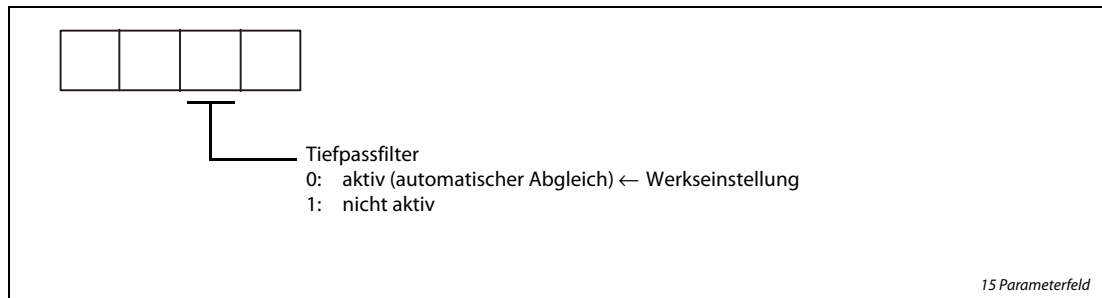 Tiefpassfilter
0: aktiv (automatischer Abgleich) ← Werkseinstellung
1: nicht aktiv
15 Parameterfeld